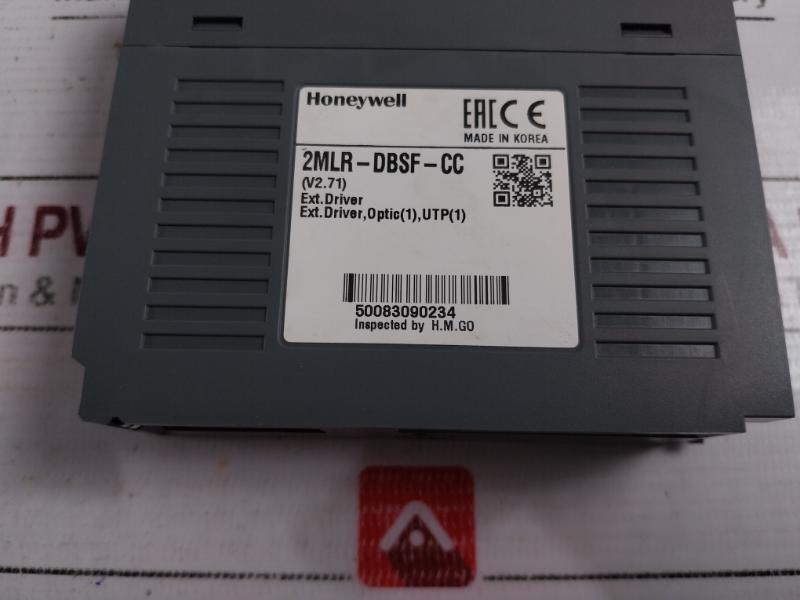 Honeywell
EAC CE
MADE IN KOREA
2MLR-DBSF-CC
(V2.71)
Ext.Driver
Ext.Driver,Optic(1),UTP(1)
50083090234
Inspected by H.M.GO
H PV
n &